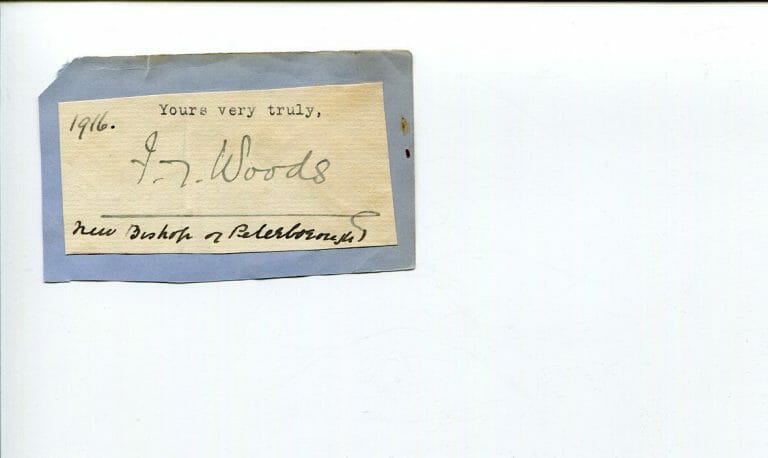 Yours very truly,
1916.
F. T. Woods
New Bishop of Peterborough